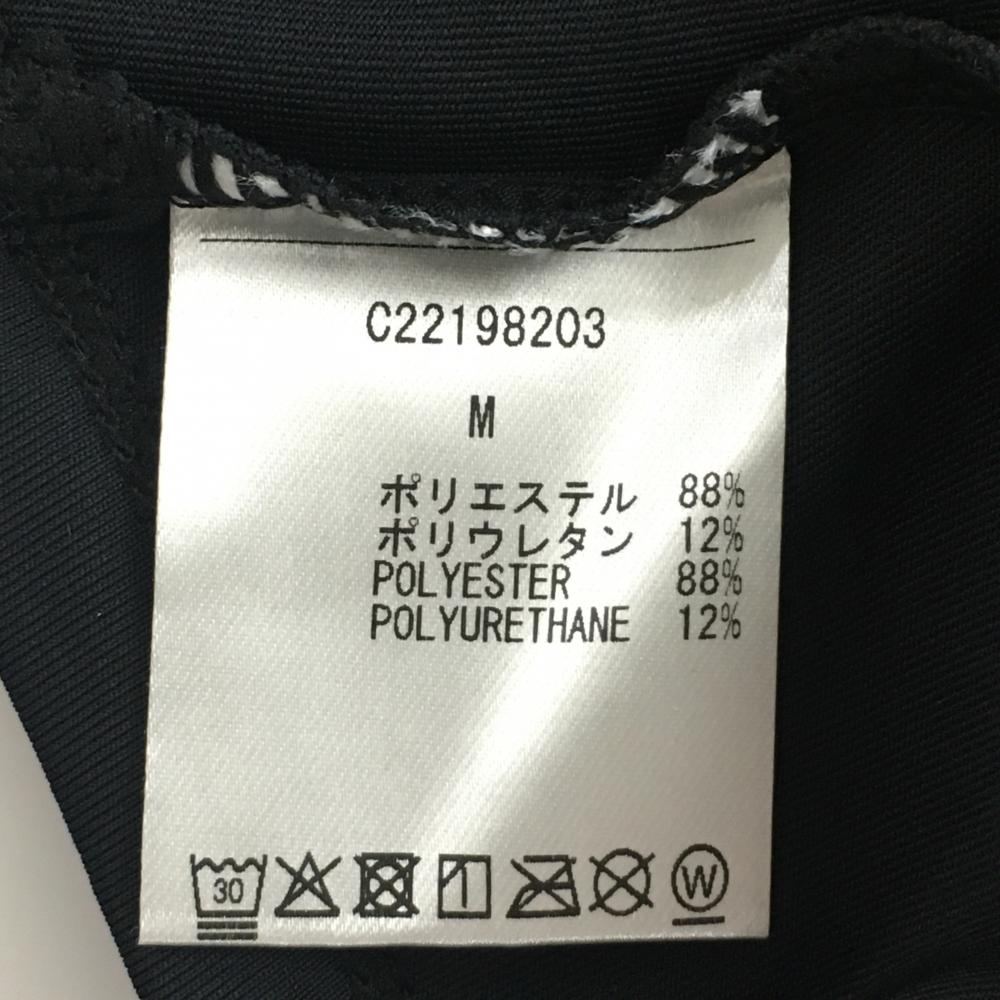 C22198203
M
ポリエステル 88%
ポリウレタン 12%
POLYESTER 88%
POLYURETHANE 12%
30 W